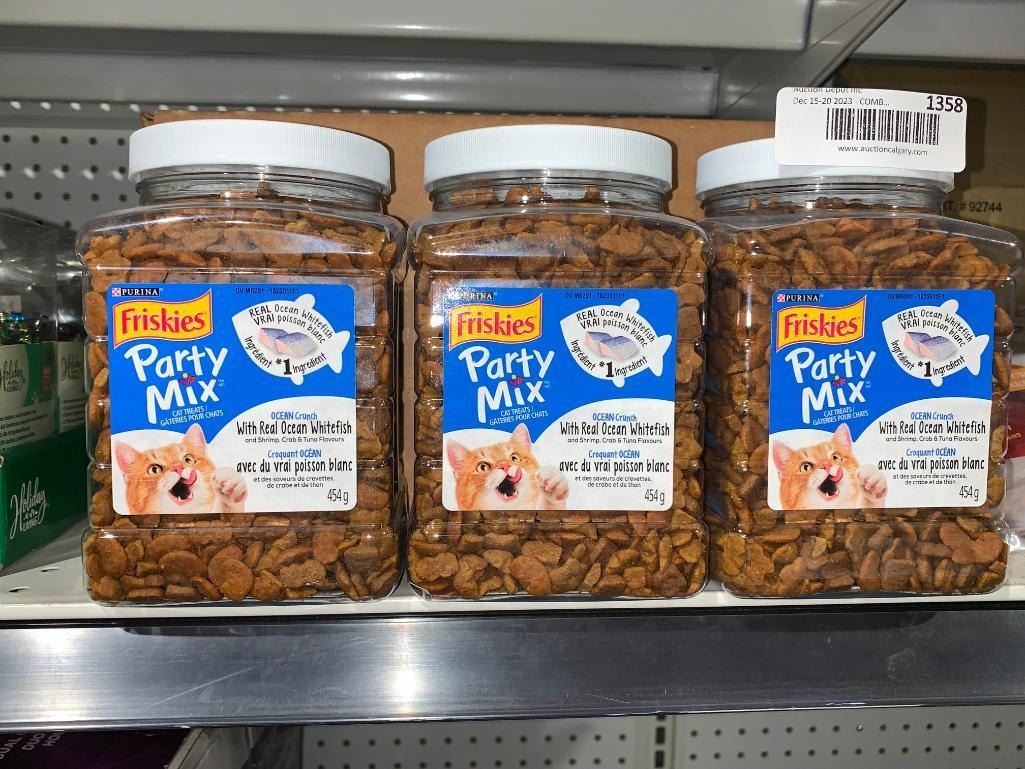 Auction Depot Inc
Dec 15-20 2023 - COMB...
1358
www.auctioncalgary.com
T. # 92744
PURINA
Friskies
Party
Mix
CAT TREATS /
GÂTERIES POUR CHATS
REAL Ocean Whitefish
VRAI poisson blanc
Ingrédient #1 Ingredient
OCEAN Crunch
With Real Ocean Whitefish
and Shrimp, Crab & Tuna Flavours
Croquant OCÉAN
avec du vrai poisson blanc
et des saveurs de crevettes,
de crabe et de thon
454 g
PURINA
Friskies
Party
Mix
CAT TREATS /
GÂTERIES POUR CHATS
REAL Ocean Whitefish
VRAI poisson blanc
Ingrédient #1 Ingredient
OCEAN Crunch
With Real Ocean Whitefish
and Shrimp, Crab & Tuna Flavours
Croquant OCÉAN
avec du vrai poisson blanc
et des saveurs de crevettes,
de crabe et de thon
454 g
PURINA
Friskies
Party
Mix
CAT TREATS /
GÂTERIES POUR CHATS
REAL Ocean Whitefish
VRAI poisson blanc
Ingrédient #1 Ingredient
OCEAN Crunch
With Real Ocean Whitefish
and Shrimp, Crab & Tuna Flavours
Croquant OCÉAN
avec du vrai poisson blanc
et des saveurs de crevettes,
de crabe et de thon
454 g
Holiday
LIVING